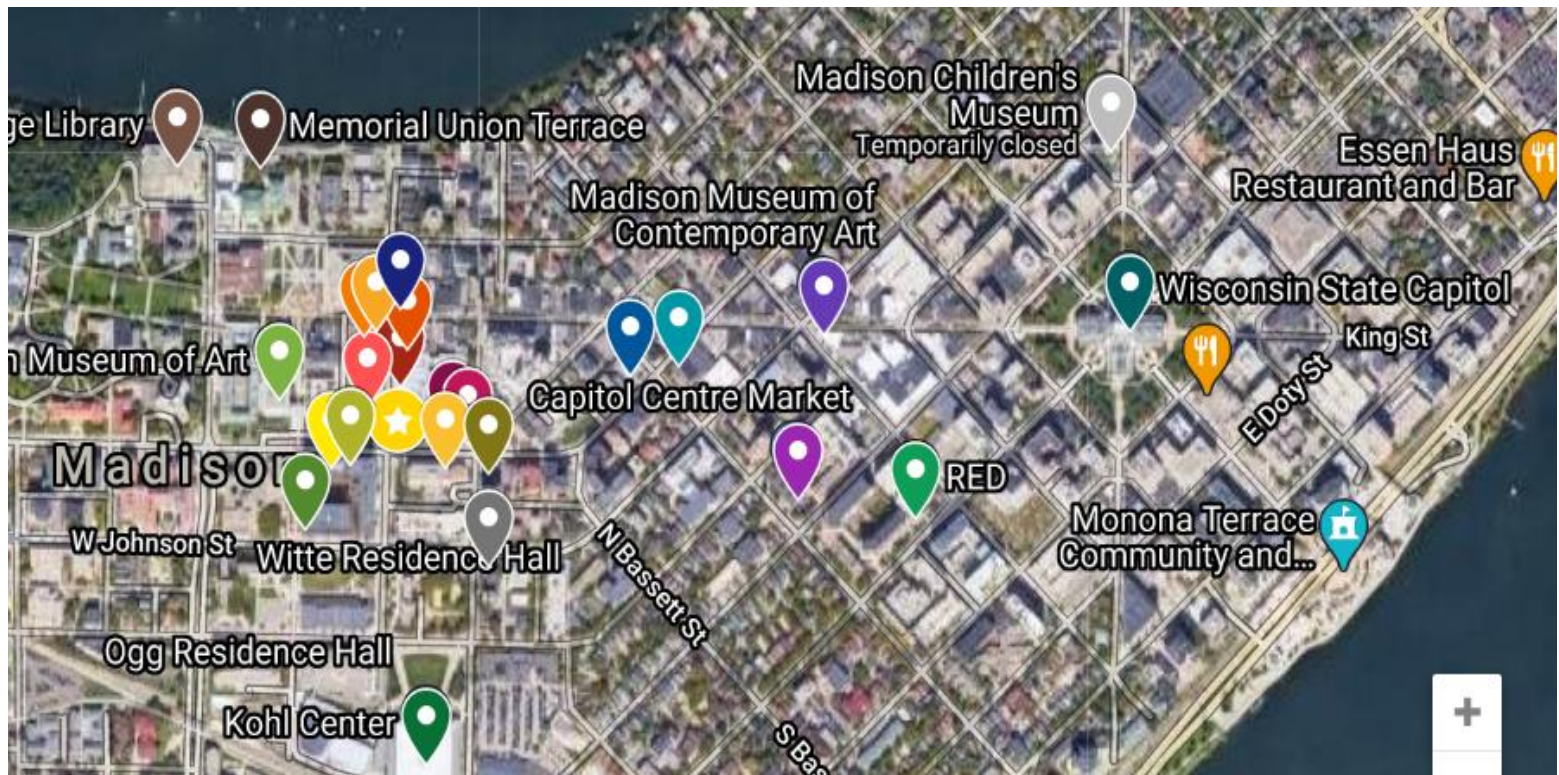 Madison Children's
Museum
Temporarily closed
ge Library
Memorial Union Terrace
Essen Haus
Restaurant and Bar
Madison Museum of
Contemporary Art
Wisconsin State Capitol
King St
n Museum of Art
Capitol Centre Market
E Doty St
Madison
RED
Monona Terrace
Community and...
W Johnson St
Witte Residence Hall
N Bassett St
Ogg Residence Hall
Kohl Center
S Bas
+